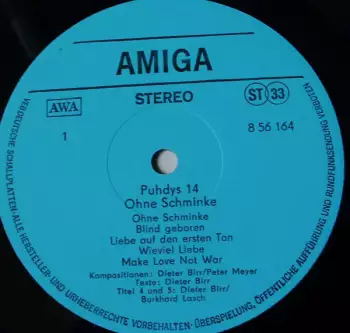 AMIGA
STEREO
AWA
ST 33
1
8 56 164
Puhdys 14
Ohne Schminke
Ohne Schminke
Blind geboren
Liebe auf den ersten Ton
Wieviel Liebe
Make Love Not War
Kompositionen: Dieter Birr/Peter Meyer
Texte: Dieter Birr
Titel 4 und 5: Dieter Birr/
Burkhard Lasch
VEB DEUTSCHE SCHALLPLATTEN·ALLE HERSTELLER- UND URHEBERRECHTE VORBEHALTEN·ÜBERSPIELUNG, ÖFFENTLICHE AUFFÜHRUNG UND RUNDFUNKSENDUNG VERBOTEN